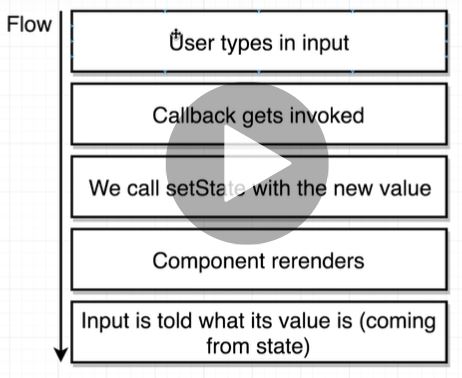 Flow
User types in input
Callback gets invoked
We call setState with the new value
Component rerenders
Input is told what its value is (coming
from state)